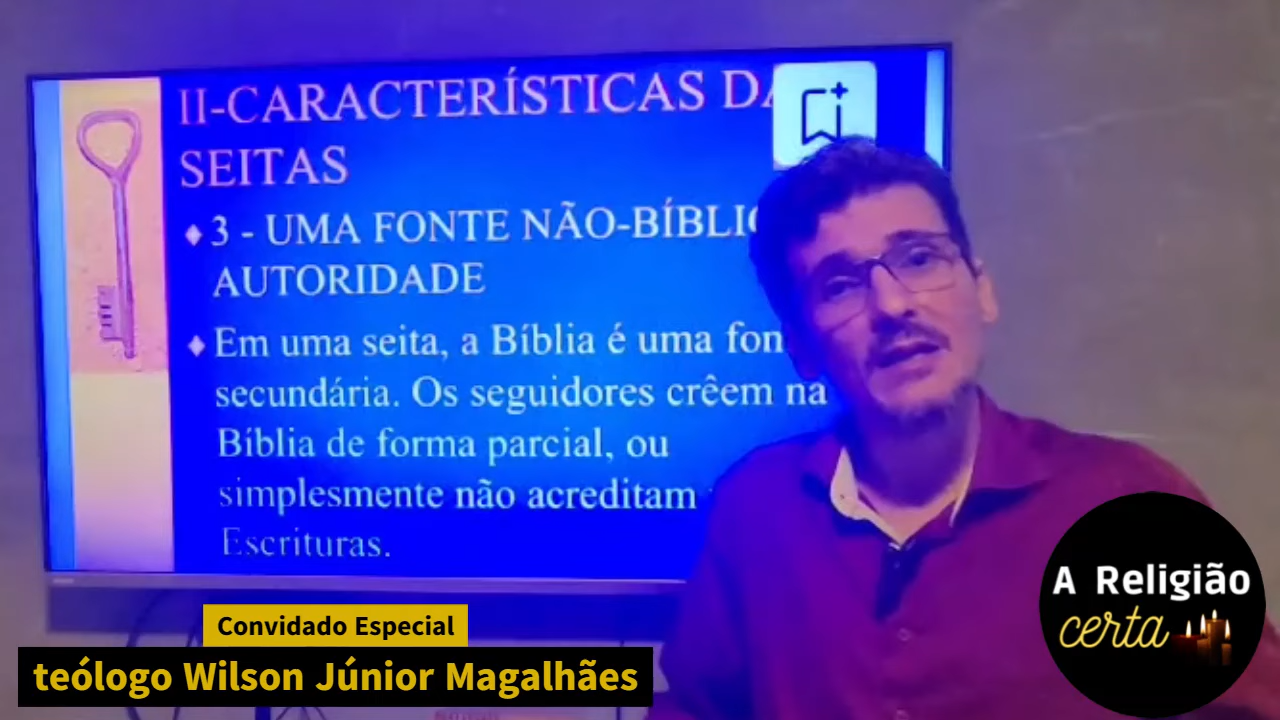 II-CARACTERÍSTICAS DA
SEITAS
3 - UMA FONTE NÃO-BÍBLIC
AUTORIDADE
Em uma seita, a Bíblia é uma fon
secundária. Os seguidores crêem na
Bíblia de forma parcial, ou
simplesmente não acreditam
Escrituras.
Convidado Especial
teólogo Wilson Júnior Magalhães
A Religião
certa